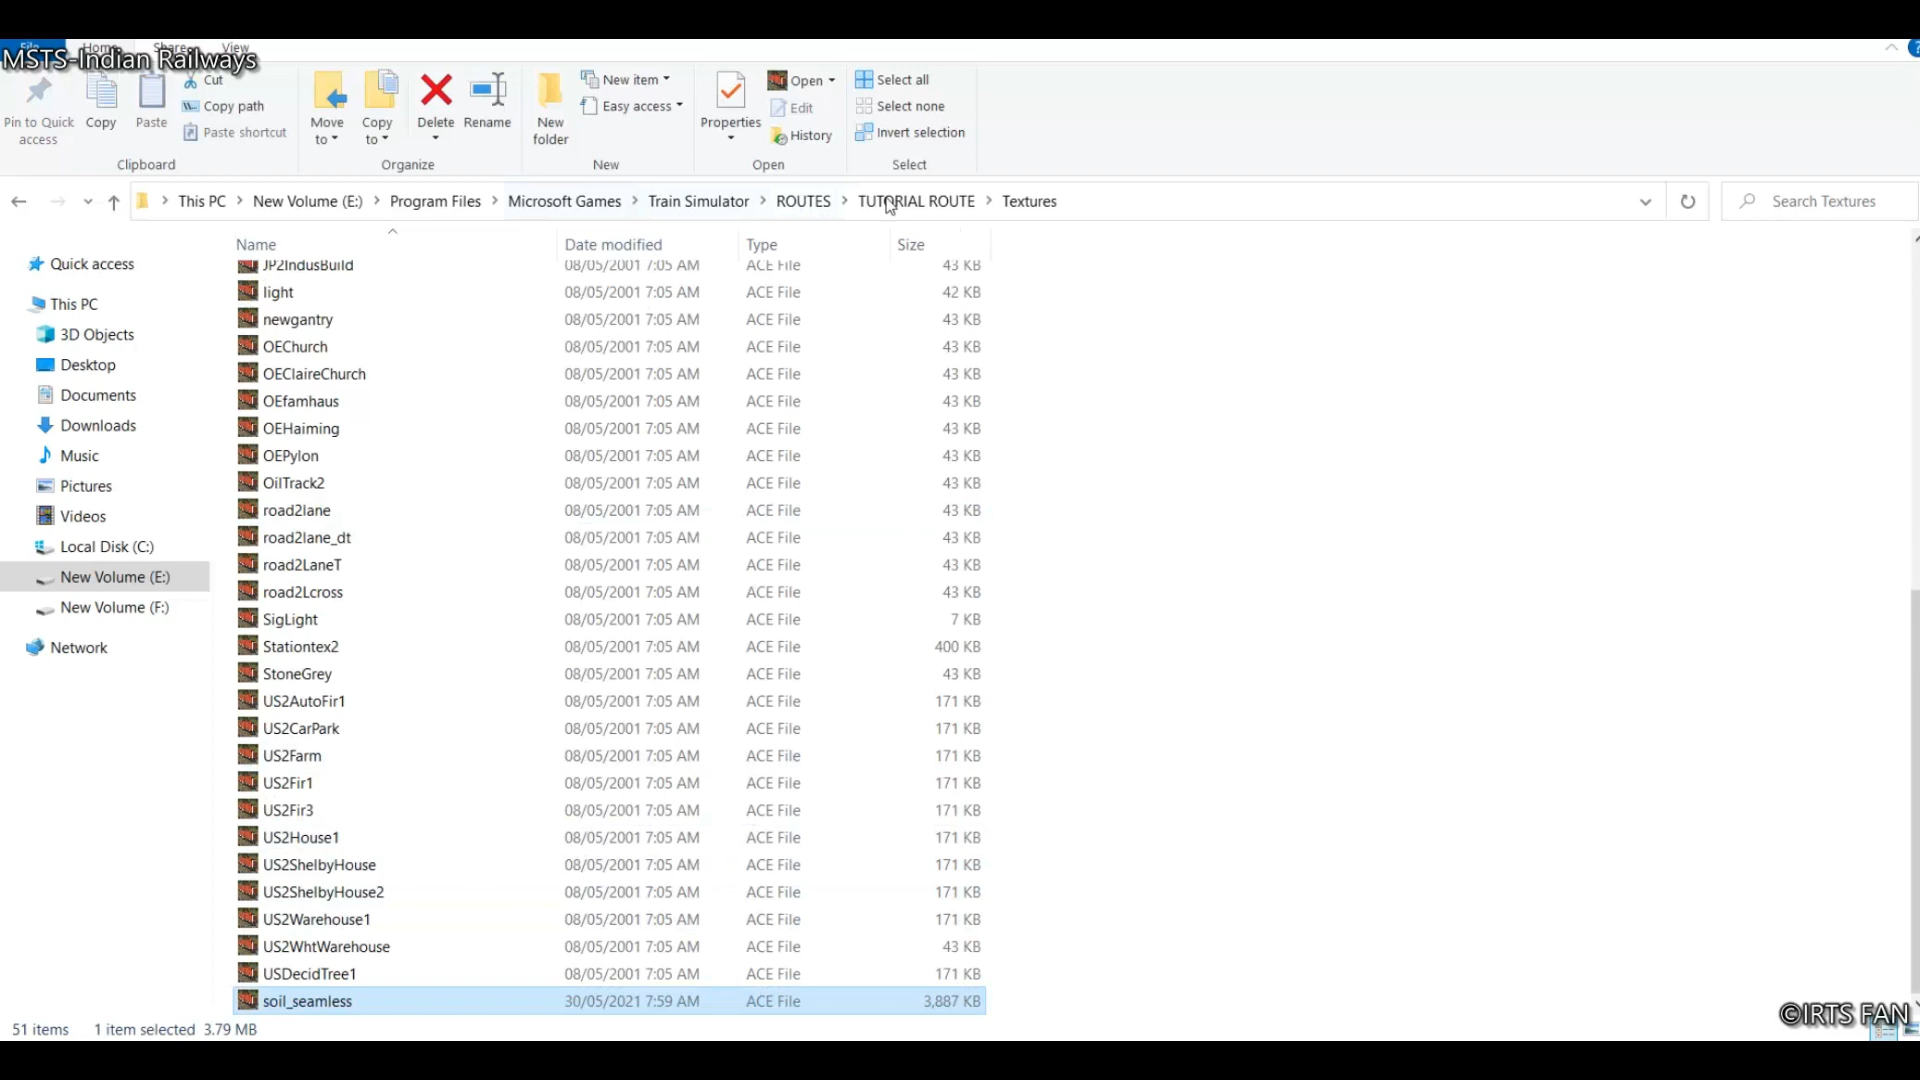 File Home Share View
MSTS-Indian Railways
Pin to Quick access
Copy
Paste
Cut
Copy path
Paste shortcut
Clipboard
Move to
Copy to
Delete
Rename
Organize
New folder
New item
Easy access
New
Properties
Open
Edit
History
Open
Select all
Select none
Invert selection
Select
This PC > New Volume (E:) > Program Files > Microsoft Games > Train Simulator > ROUTES > TUTORIAL ROUTE > Textures
Search Textures
Quick access
This PC
3D Objects
Desktop
Documents
Downloads
Music
Pictures
Videos
Local Disk (C:)
New Volume (E:)
New Volume (F:)
Network
Name Date modified Type Size
JP2IndusBuild 08/05/2001 7:05 AM ACE File 43 KB
light 08/05/2001 7:05 AM ACE File 42 KB
newgantry 08/05/2001 7:05 AM ACE File 43 KB
OEChurch 08/05/2001 7:05 AM ACE File 43 KB
OEClaireChurch 08/05/2001 7:05 AM ACE File 43 KB
OEfamhaus 08/05/2001 7:05 AM ACE File 43 KB
OEHaiming 08/05/2001 7:05 AM ACE File 43 KB
OEPylon 08/05/2001 7:05 AM ACE File 43 KB
OilTrack2 08/05/2001 7:05 AM ACE File 43 KB
road2lane 08/05/2001 7:05 AM ACE File 43 KB
road2lane_dt 08/05/2001 7:05 AM ACE File 43 KB
road2LaneT 08/05/2001 7:05 AM ACE File 43 KB
road2Lcross 08/05/2001 7:05 AM ACE File 43 KB
SigLight 08/05/2001 7:05 AM ACE File 7 KB
Stationtex2 08/05/2001 7:05 AM ACE File 400 KB
StoneGrey 08/05/2001 7:05 AM ACE File 43 KB
US2AutoFir1 08/05/2001 7:05 AM ACE File 171 KB
US2CarPark 08/05/2001 7:05 AM ACE File 171 KB
US2Farm 08/05/2001 7:05 AM ACE File 171 KB
US2Fir1 08/05/2001 7:05 AM ACE File 171 KB
US2Fir3 08/05/2001 7:05 AM ACE File 171 KB
US2House1 08/05/2001 7:05 AM ACE File 171 KB
US2ShelbyHouse 08/05/2001 7:05 AM ACE File 171 KB
US2ShelbyHouse2 08/05/2001 7:05 AM ACE File 171 KB
US2Warehouse1 08/05/2001 7:05 AM ACE File 171 KB
US2WhtWarehouse 08/05/2001 7:05 AM ACE File 43 KB
USDecidTree1 08/05/2001 7:05 AM ACE File 171 KB
soil_seamless 30/05/2021 7:59 AM ACE File 3,887 KB
51 items 1 item selected 3.79 MB
©IRTS FAN